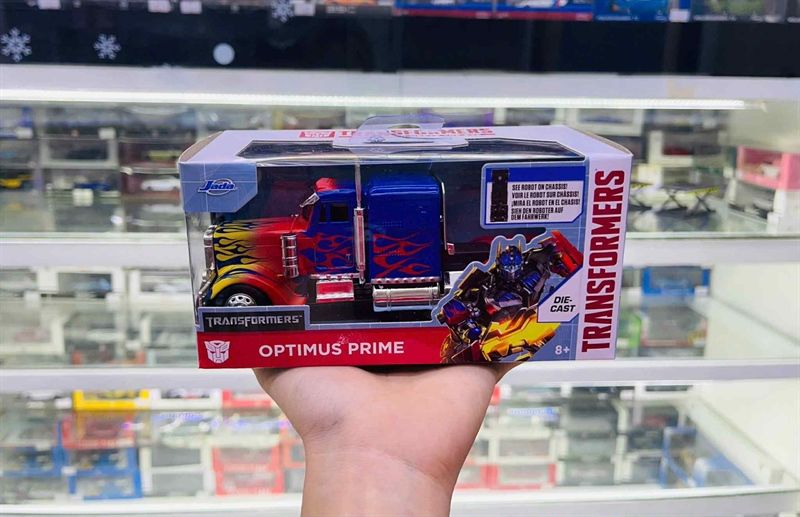 TRANSFORMERS
Jada
SEE ROBOT ON CHASSIS!
VOIR LE ROBOT SUR CHÂSSIS!
¡MIRA EL ROBOT EN EL CHASIS!
SIEH DEN ROBOTER AUF
DEM FAHRWERK!
TRANSFORMERS
DIE-
CAST
TRANSFORMERS
OPTIMUS PRIME
8+